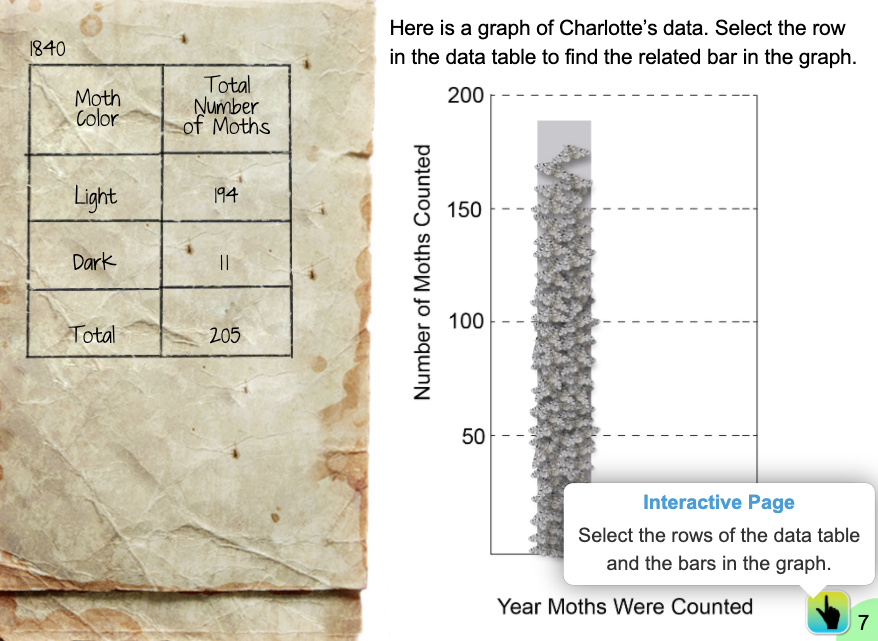 1840
Moth Color
Total Number of Moths
Light 194
Dark 11
Total 205
Here is a graph of Charlotte’s data. Select the row
in the data table to find the related bar in the graph.
Number of Moths Counted
200
150
100
50
Interactive Page
Select the rows of the data table
and the bars in the graph.
Year Moths Were Counted
7